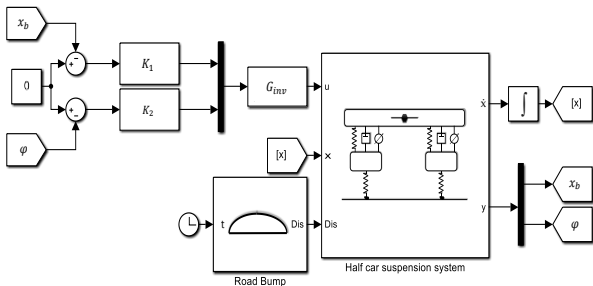 x_b
0
φ
K_1
K_2
G_inv
[x]
u
x
Dis
ẋ
y
t
Dis
∫
[x]
x_b
φ
Road Bump
Half car suspension system